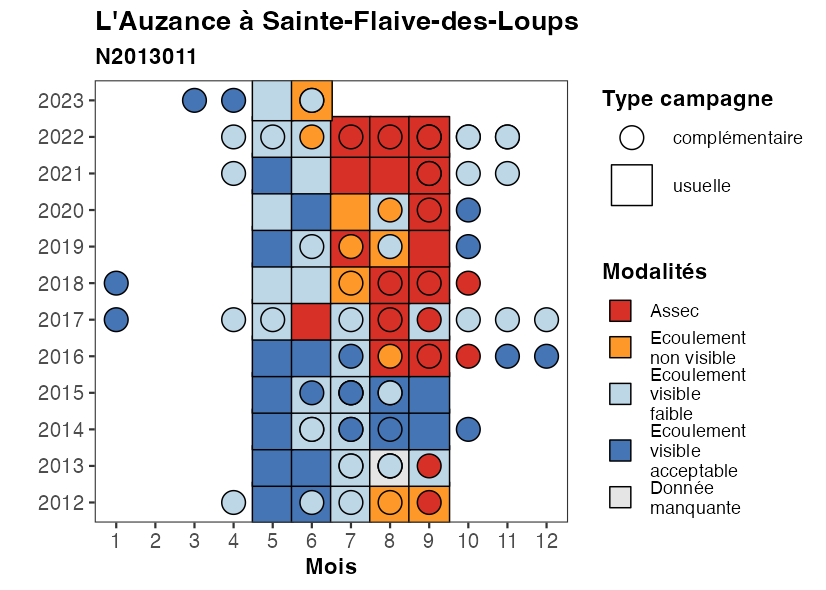 L'Auzance à Sainte-Flaive-des-Loups
N2013011
2023
2022
2021
2020
2019
2018
2017
2016
2015
2014
2013
2012
1 2 3 4 5 6 7 8 9 10 11 12
Mois
Type campagne
complémentaire
usuelle
Modalités
Assec
Ecoulement
non visible
Ecoulement
visible
faible
Ecoulement
visible
acceptable
Donnée
manquante